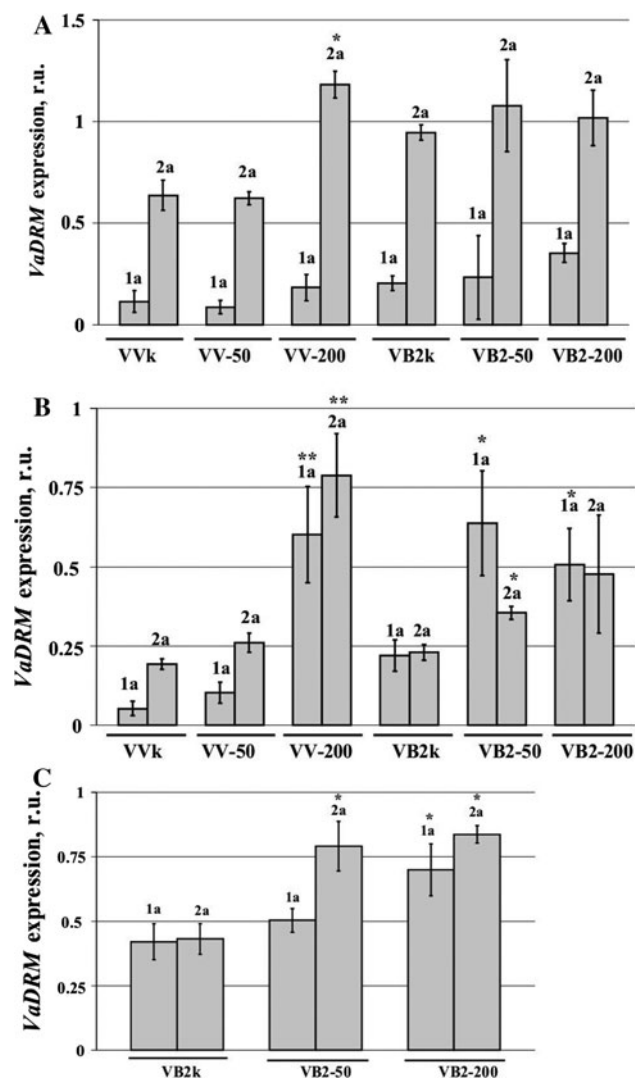 A
VaDRM expression, r.u.
1.5
1
0.5
0
1a
2a
1a
2a
1a
*
2a
1a
2a
1a
2a
1a
2a
VVk
VV-50
VV-200
VB2k
VB2-50
VB2-200
B
VaDRM expression, r.u.
1
0.75
0.5
0.25
0
1a
2a
1a
2a
**
1a
**
2a
1a
2a
*
1a
*
2a
*
1a
2a
VVk
VV-50
VV-200
VB2k
VB2-50
VB2-200
C
VaDRM expression, r.u.
1
0.75
0.5
0.25
0
1a
2a
1a
*
2a
*
1a
*
2a
VB2k
VB2-50
VB2-200